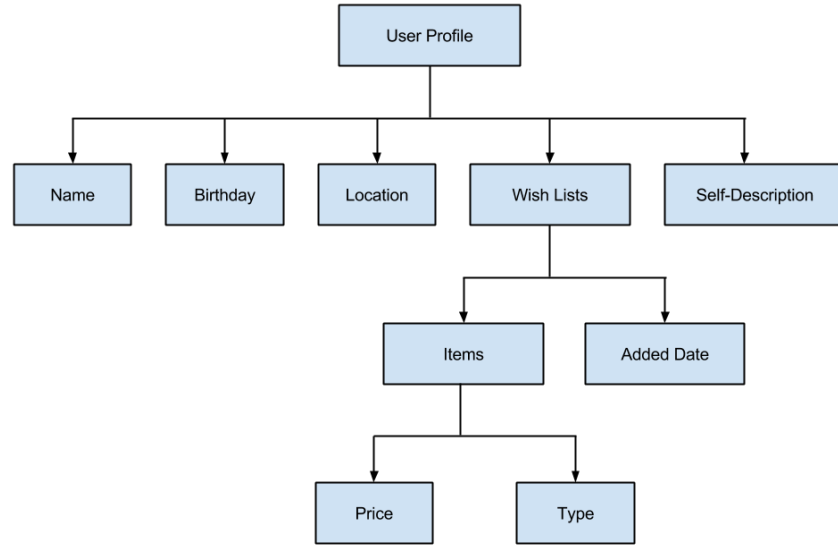 User Profile
Name
Birthday
Location
Wish Lists
Self-Description
Items
Added Date
Price
Type